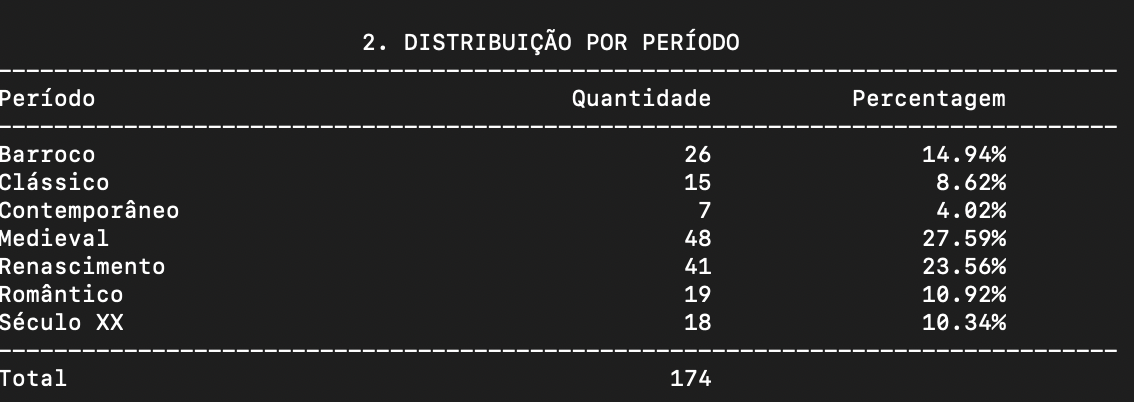 2. DISTRIBUIÇÃO POR PERÍODO
Período Quantidade Percentagem
Barroco 26 14.94%
Clássico 15 8.62%
Contemporâneo 7 4.02%
Medieval 48 27.59%
Renascimento 41 23.56%
Romântico 19 10.92%
Século XX 18 10.34%
Total 174